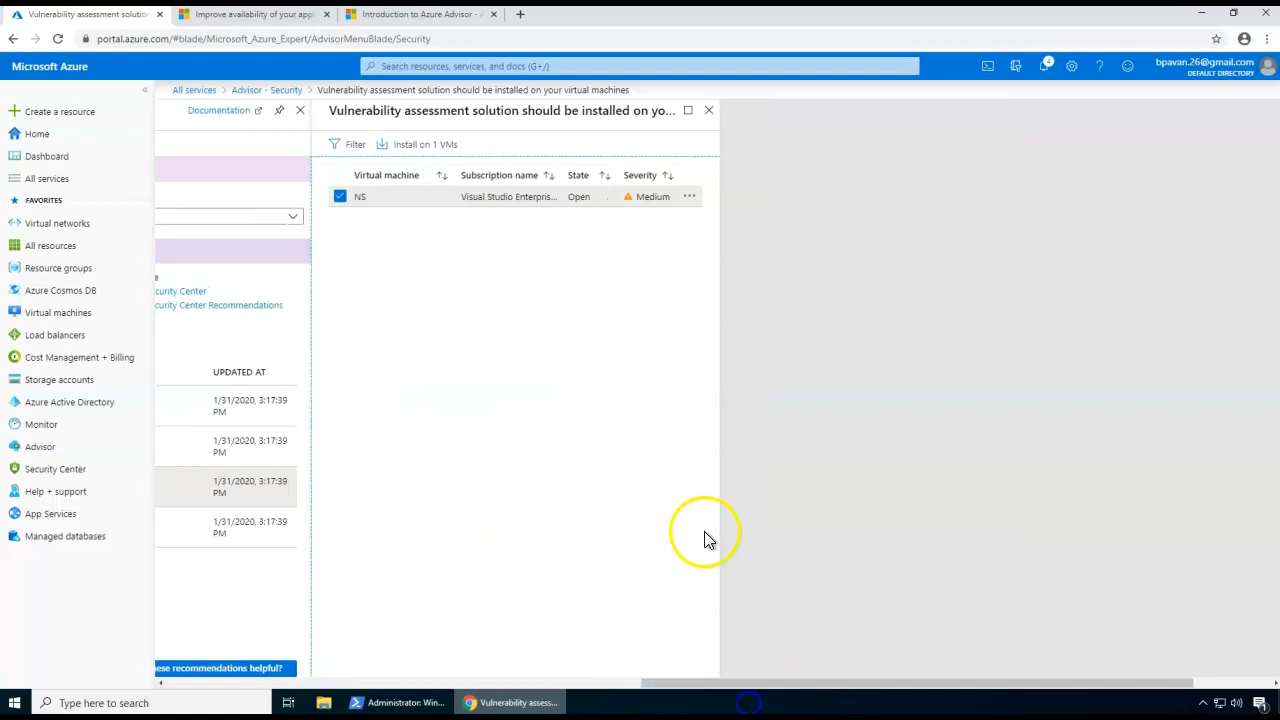 Vulnerability assessment solutio
Improve availability of your appl
Introduction to Azure Advisor - A
portal.azure.com/#blade/Microsoft_Azure_Expert/AdvisorMenuBlade/Security
Microsoft Azure
Search resources, services, and docs (G+/)
bpavan.26@gmail.com
DEFAULT DIRECTORY
All services
Advisor - Security
Vulnerability assessment solution should be installed on your virtual machines
Create a resource
Home
Dashboard
All services
FAVORITES
Virtual networks
All resources
Resource groups
Azure Cosmos DB
Virtual machines
Load balancers
Cost Management + Billing
Storage accounts
Azure Active Directory
Monitor
Advisor
Security Center
Help + support
App Services
Managed databases
Documentation
e
curity Center
curity Center Recommendations
UPDATED AT
1/31/2020, 3:17:39
PM
1/31/2020, 3:17:39
PM
1/31/2020, 3:17:39
PM
1/31/2020, 3:17:39
PM
ese recommendations helpful?
Vulnerability assessment solution should be installed on yo...
Filter
Install on 1 VMs
Virtual machine Subscription name State Severity
NS Visual Studio Enterpris... Open Medium
Type here to search
Administrator: Win...
Vulnerability assess...
1